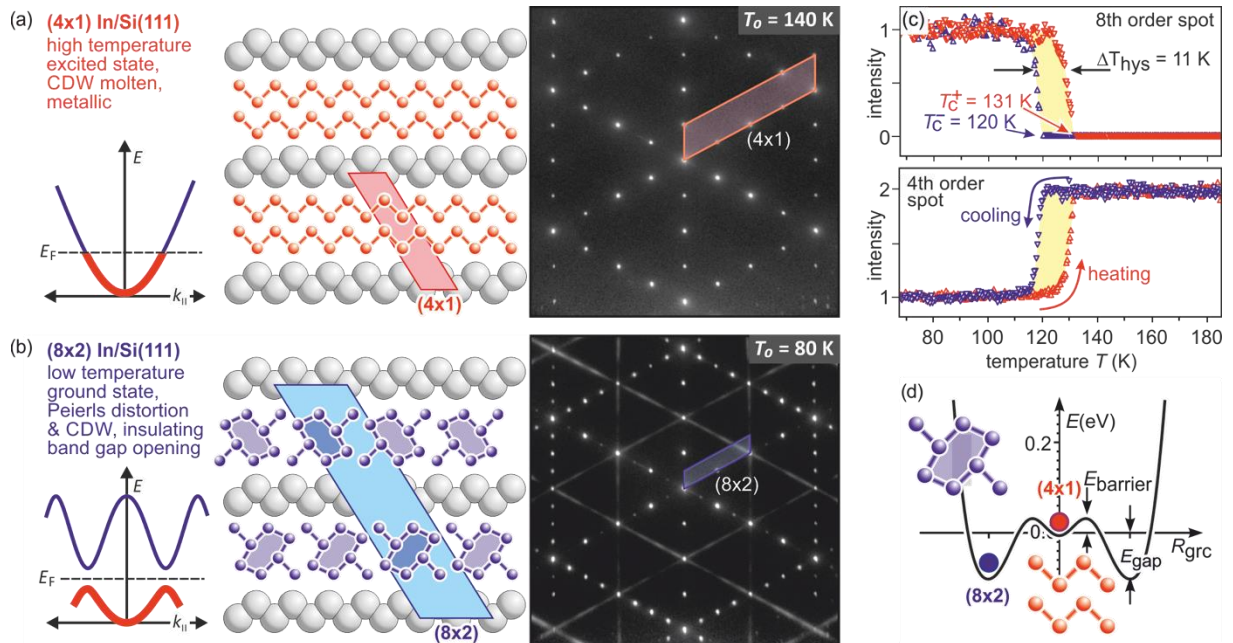 (a)
(4x1) In/Si(111)
high temperature
excited state,
CDW molten,
metallic
E
E_F
k_||
(4x1)
T_o = 140 K
(4x1)
(b)
(8x2) In/Si(111)
low temperature
ground state,
Peierls distortion
& CDW, insulating
band gap opening
E
E_F
k_||
(8x2)
T_o = 80 K
(8x2)
(c)
8th order spot
ΔT_hys = 11 K
T_C^+ = 131 K
T_C^- = 120 K
intensity
1
0
4th order
spot
cooling
heating
intensity
2
1
80 100 120 140 160 180
temperature T (K)
(d)
E(eV)
0.2
(4x1)
E_barrier
R_grc
E_gap
(8x2)